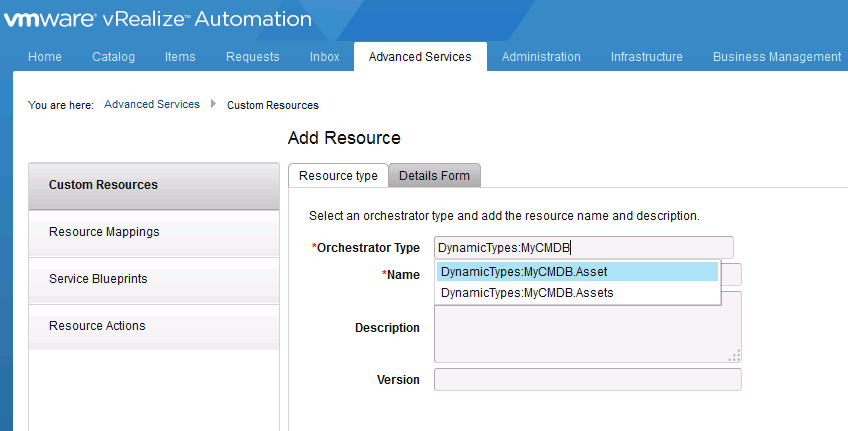 vmware® vRealize™ Automation
Home Catalog Items Requests Inbox Advanced Services Administration Infrastructure Business Management
You are here: Advanced Services Custom Resources
Add Resource
Custom Resources
Resource Mappings
Service Blueprints
Resource Actions
Resource type Details Form
Select an orchestrator type and add the resource name and description.
*Orchestrator Type DynamicTypes:MyCMDB
DynamicTypes:MyCMDB.Asset
*Name
DynamicTypes:MyCMDB.Assets
Description
Version